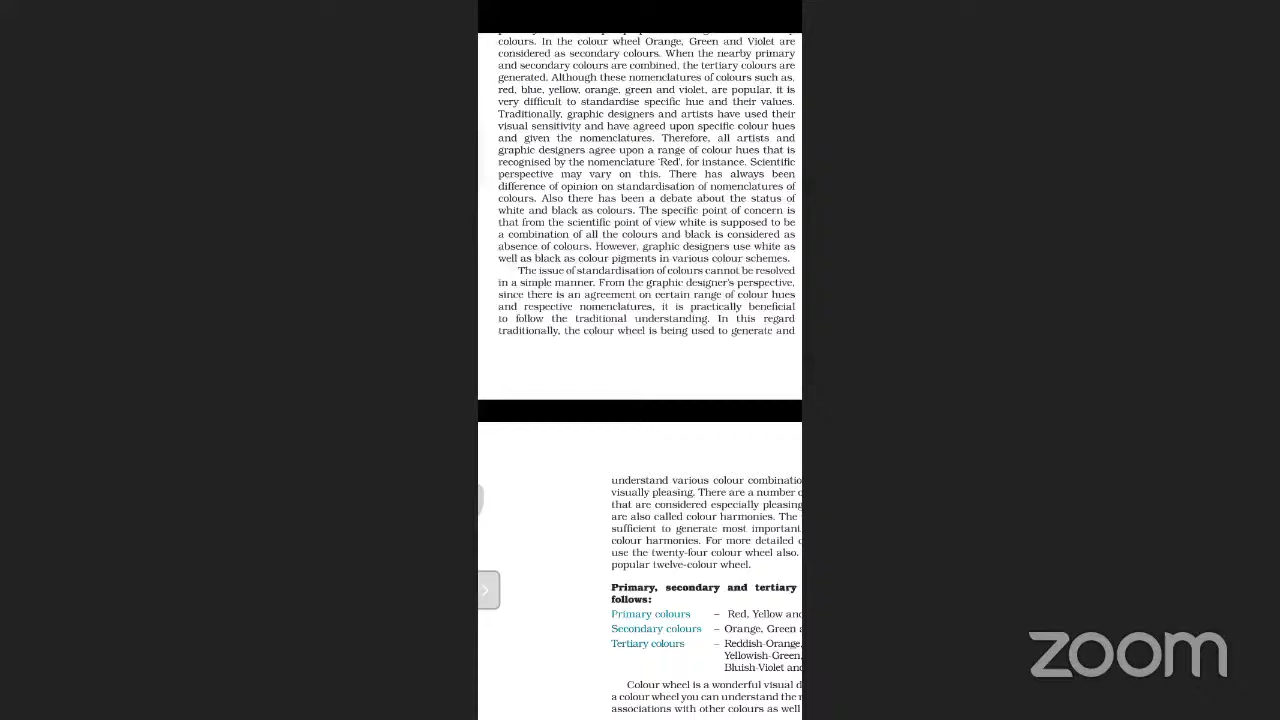 colours. In the colour wheel Orange, Green and Violet are
considered as secondary colours. When the nearby primary
and secondary colours are combined, the tertiary colours are
generated. Although these nomenclatures of colours such as,
red, blue, yellow, orange, green and violet, are popular, it is
very difficult to standardise specific hue and their values.
Traditionally, graphic designers and artists have used their
visual sensitivity and have agreed upon specific colour hues
and given the nomenclatures. Therefore, all artists and
graphic designers agree upon a range of colour hues that is
recognised by the nomenclature ‘Red’, for instance. Scientific
perspective may vary on this. There has always been
difference of opinion on standardisation of nomenclatures of
colours. Also there has been a debate about the status of
white and black as colours. The specific point of concern is
that from the scientific point of view white is supposed to be
a combination of all the colours and black is considered as
absence of colours. However, graphic designers use white as
well as black as colour pigments in various colour schemes.
The issue of standardisation of colours cannot be resolved
in a simple manner. From the graphic designer’s perspective,
since there is an agreement on certain range of colour hues
and respective nomenclatures, it is practically beneficial
to follow the traditional understanding. In this regard
traditionally, the colour wheel is being used to generate and
understand various colour combinatio
visually pleasing. There are a number
that are considered especially pleasing
are also called colour harmonies. The
sufficient to generate most important
colour harmonies. For more detailed
use the twenty-four colour wheel also.
popular twelve-colour wheel.
Primary, secondary and tertiary
follows:
Primary colours – Red, Yellow and
Secondary colours – Orange, Green
Tertiary colours – Reddish-Orange,
Yellowish-Green,
Bluish-Violet and
Colour wheel is a wonderful visual d
a colour wheel you can understand the
associations with other colours as well
zoom